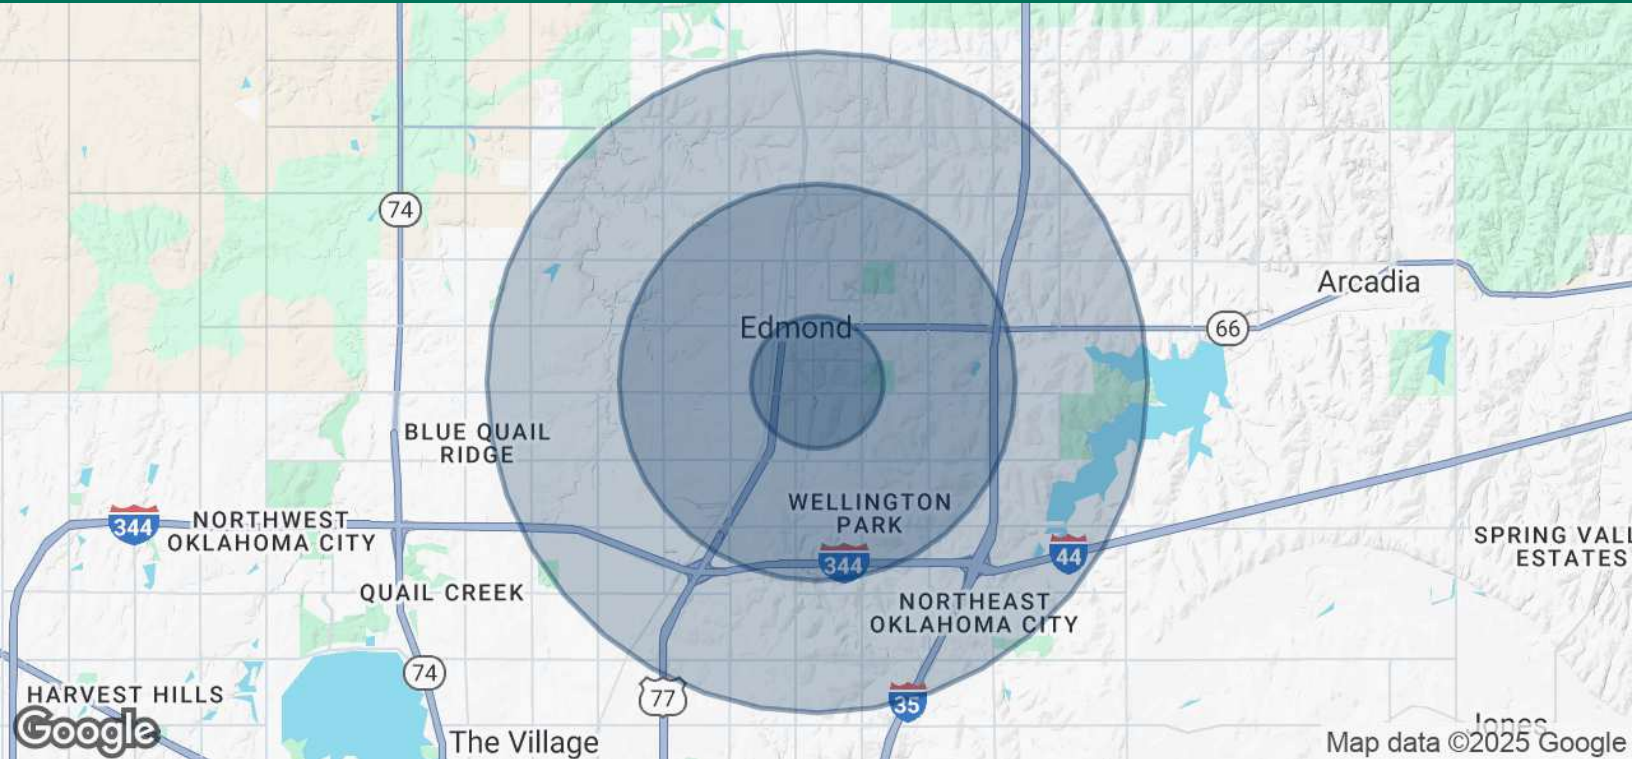 74
Arcadia
Edmond
66
BLUE QUAIL
RIDGE
WELLINGTON
PARK
344
NORTHWEST
OKLAHOMA CITY
SPRING VALL
ESTATES
344
44
QUAIL CREEK
NORTHEAST
OKLAHOMA CITY
74
HARVEST HILLS
77
35
Google
The Village
Jones
Map data ©2025 Google